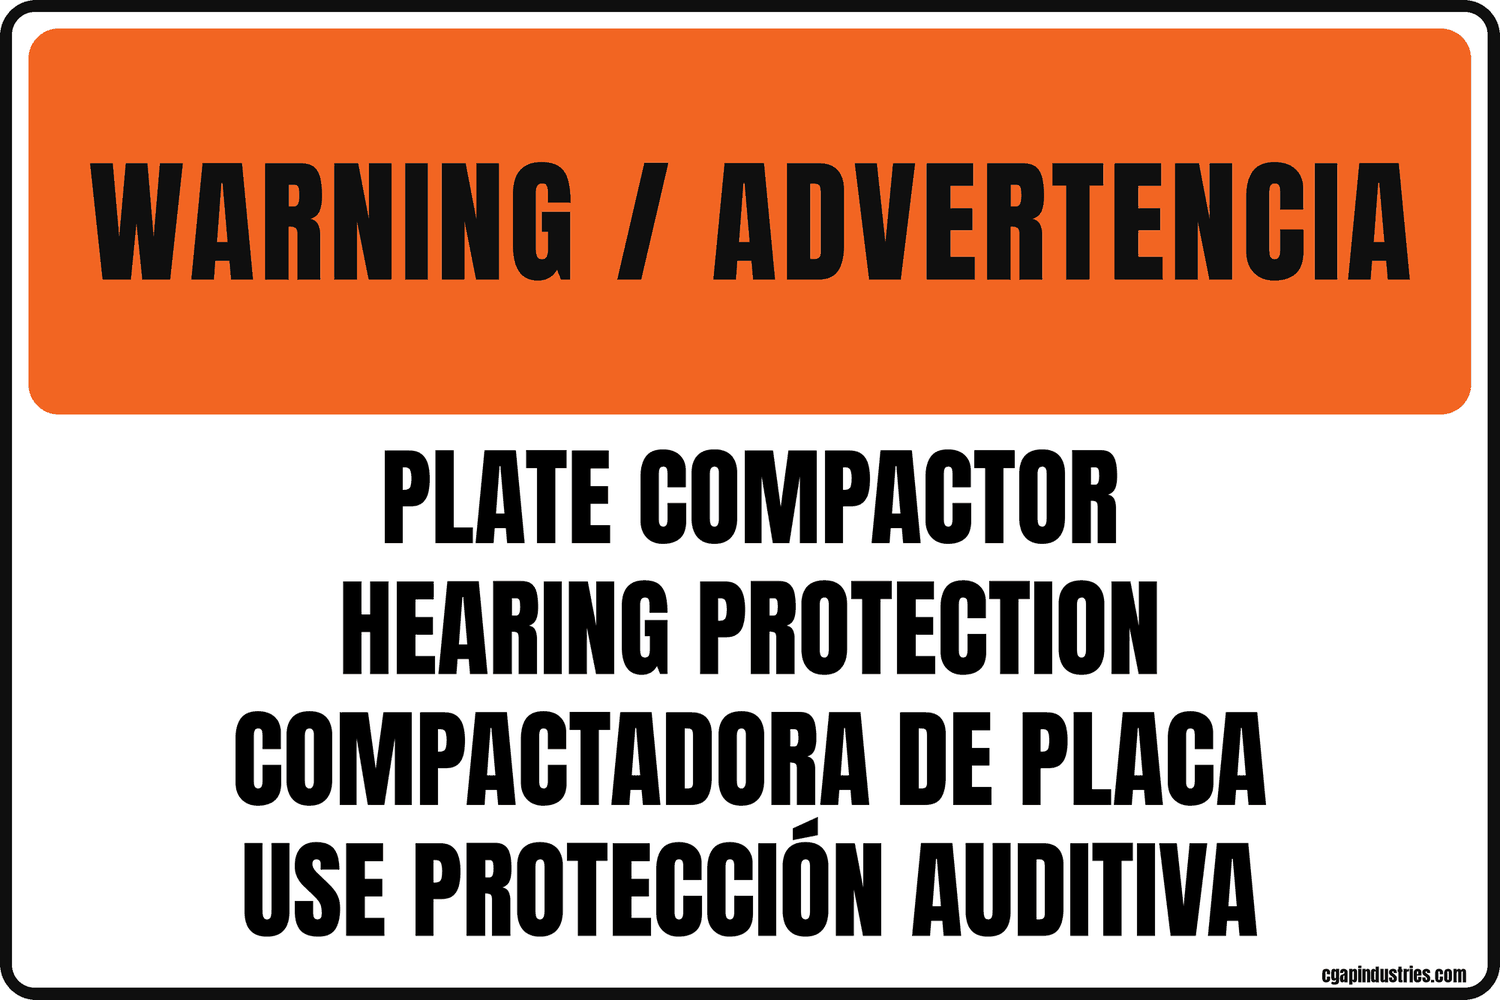 WARNING / ADVERTENCIA
PLATE COMPACTOR
HEARING PROTECTION
COMPACTADORA DE PLACA
USE PROTECCIÓN AUDITIVA
cgapindustries.com